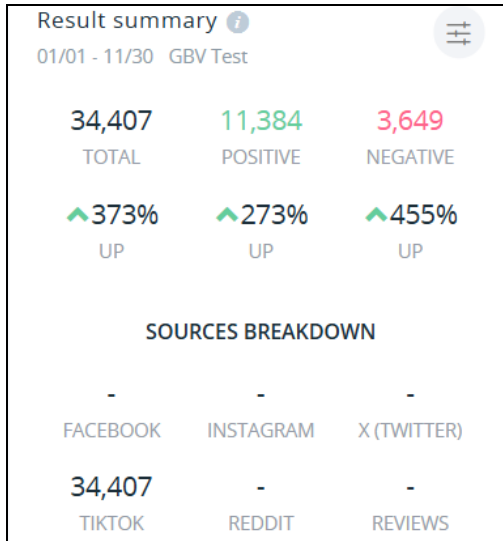 Result summary
01/01 - 11/30 GBV Test
34,407 11,384 3,649
TOTAL POSITIVE NEGATIVE
373% 273% 455%
UP UP UP
SOURCES BREAKDOWN
- - -
FACEBOOK INSTAGRAM X (TWITTER)
34,407 - -
TIKTOK REDDIT REVIEWS